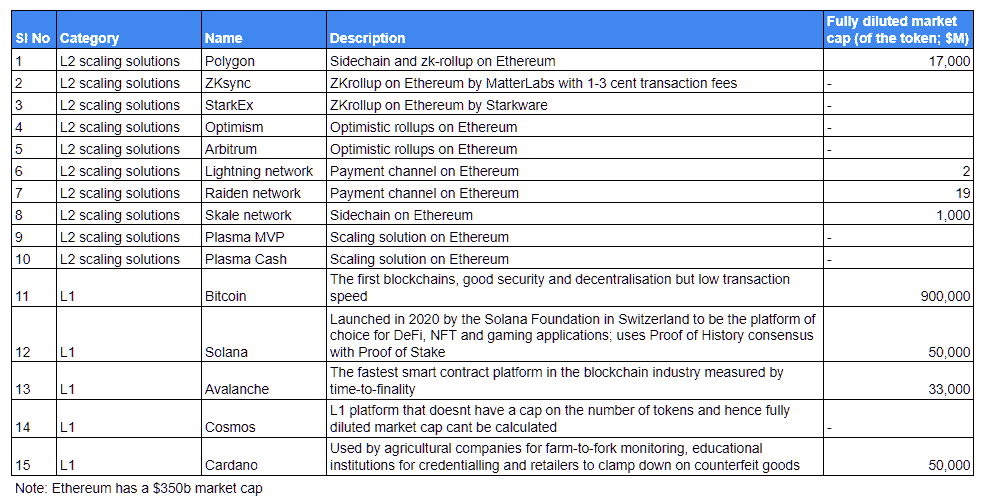 Fully diluted market
Sl No Category Name Description cap (of the token; $M)
1 L2 scaling solutions Polygon Sidechain and zk-rollup on Ethereum 17,000
2 L2 scaling solutions ZKsync ZKrollup on Ethereum by MatterLabs with 1-3 cent transaction fees -
3 L2 scaling solutions StarkEx ZKrollup on Ethereum by Starkware -
4 L2 scaling solutions Optimism Optimistic rollups on Ethereum -
5 L2 scaling solutions Arbitrum Optimistic rollups on Ethereum -
6 L2 scaling solutions Lightning network Payment channel on Ethereum 2
7 L2 scaling solutions Raiden network Payment channel on Ethereum 19
8 L2 scaling solutions Skale network Sidechain on Ethereum 1,000
9 L2 scaling solutions Plasma MVP Scaling solution on Ethereum -
10 L2 scaling solutions Plasma Cash Scaling solution on Ethereum -
The first blockchains, good security and decentralisation but low transaction
11 L1 Bitcoin speed 900,000
Launched in 2020 by the Solana Foundation in Switzerland to be the platform of
choice for DeFi, NFT and gaming applications; uses Proof of History consensus
12 L1 Solana with Proof of Stake 50,000
The fastest smart contract platform in the blockchain industry measured by
13 L1 Avalanche time-to-finality 33,000
L1 platform that doesnt have a cap on the number of tokens and hence fully
14 L1 Cosmos diluted market cap cant be calculated -
Used by agricultural companies for farm-to-fork monitoring, educational
15 L1 Cardano institutions for credentialling and retailers to clamp down on counterfeit goods 50,000
Note: Ethereum has a $350b market cap